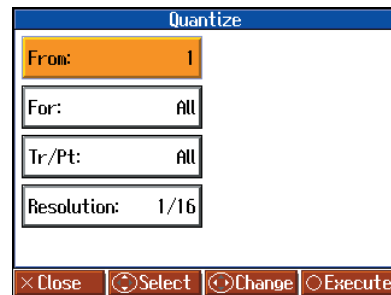 Quantize
From: 1
For: All
Tr/Pt: All
Resolution: 1/16
× Close Select Change ○ Execute